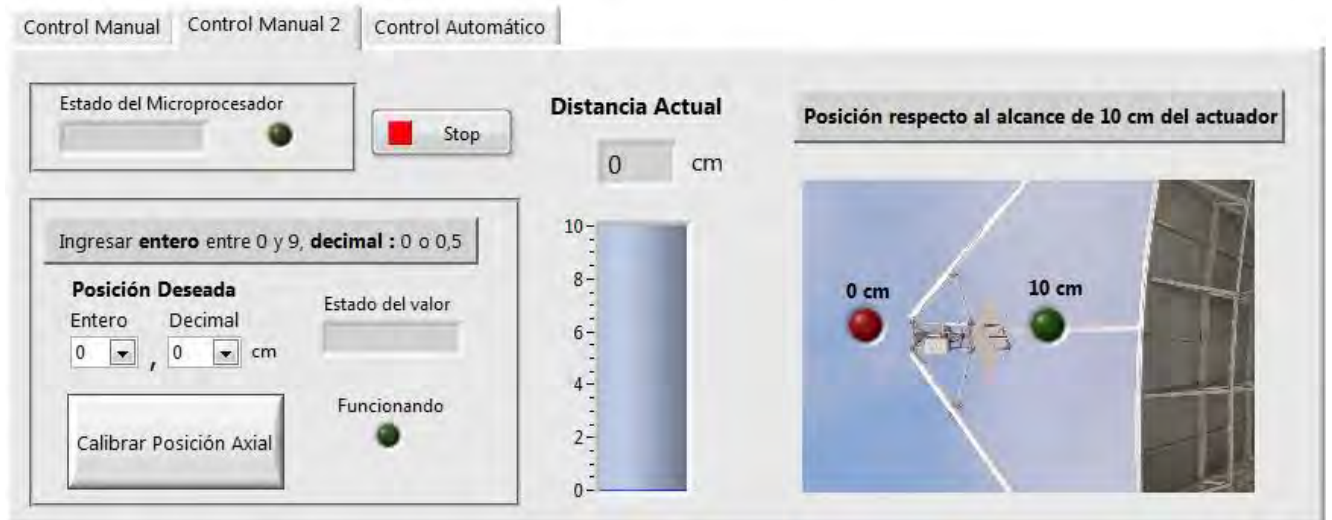 Control Manual
Control Manual 2
Control Automático
Estado del Microprocesador
Stop
Distancia Actual
0 cm
Posición respecto al alcance de 10 cm del actuador
Ingresar entero entre 0 y 9, decimal : 0 o 0,5
Posición Deseada
Entero Decimal
0 , 0 cm
Estado del valor
Calibrar Posición Axial
Funcionando
10
8
6
4
2
0
0 cm
10 cm